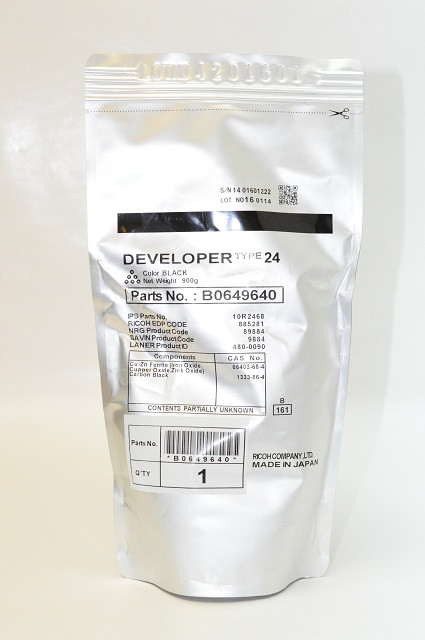 S/N 14 01601222
LOT NO 16 0114
DEVELOPER TYPE 24
Color BLACK
Net Weight 900g
Parts No. : B0649640
IPS Parts No. 10R2468
RICOH EDP CODE 885281
NRG Product Code 89884
SAVIN Product Code 9884
LANIER Product ID 480-0090
Components CAS No.
Cu-Zn Ferrite (Iron Oxide, 66402-68-4
Cupper Oxide, Zink Oxide)
Carbon Black 1333-86-4
CONTENTS PARTIALLY UNKNOWN
B
161
Parts No.
*B0649640*
Q'TY 1
RICOH COMPANY, LTD.
MADE IN JAPAN